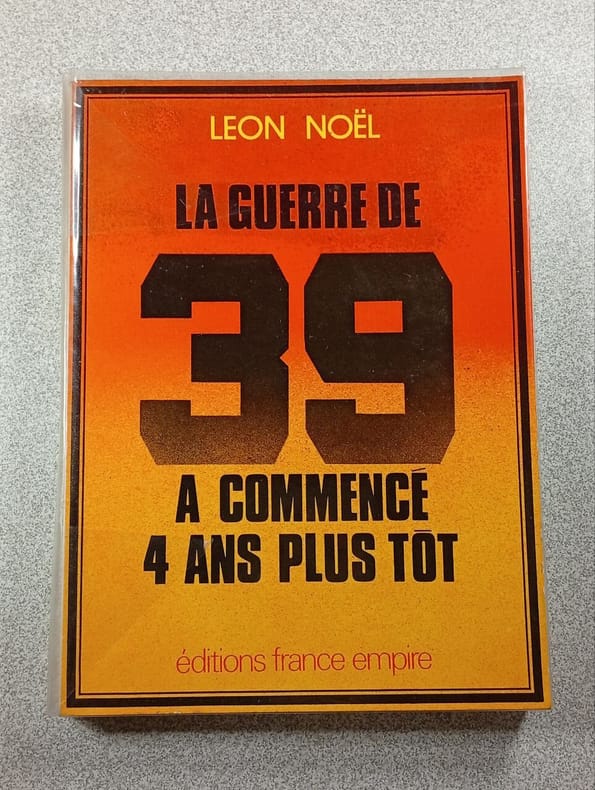 LEON NOËL
LA GUERRE DE
39
A COMMENCÉ
4 ANS PLUS TÔT
éditions france empire